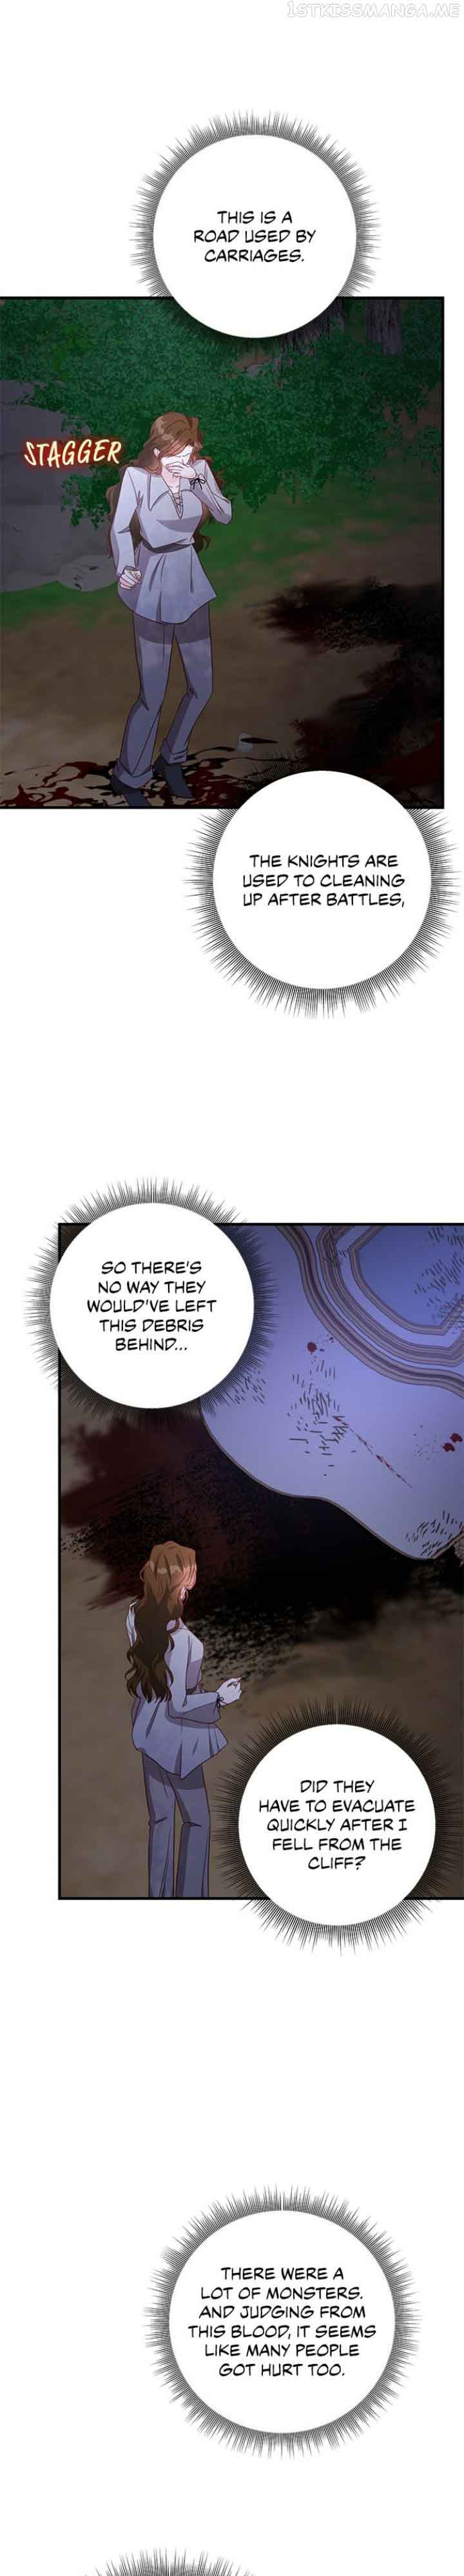 1STKISSMANGA.ME
THIS IS A
ROAD USED BY
CARRIAGES.
STAGGER
THE KNIGHTS ARE
USED TO CLEANING
UP AFTER BATTLES,
SO THERE'S
NO WAY THEY
WOULD'VE LEFT
THIS DEBRIS
BEHIND...
DID THEY
HAVE TO EVACUATE
QUICKLY AFTER I
FELL FROM THE
CLIFF?
THERE WERE A
LOT OF MONSTERS.
AND JUDGING FROM
THIS BLOOD, IT SEEMS
LIKE MANY PEOPLE
GOT HURT TOO.